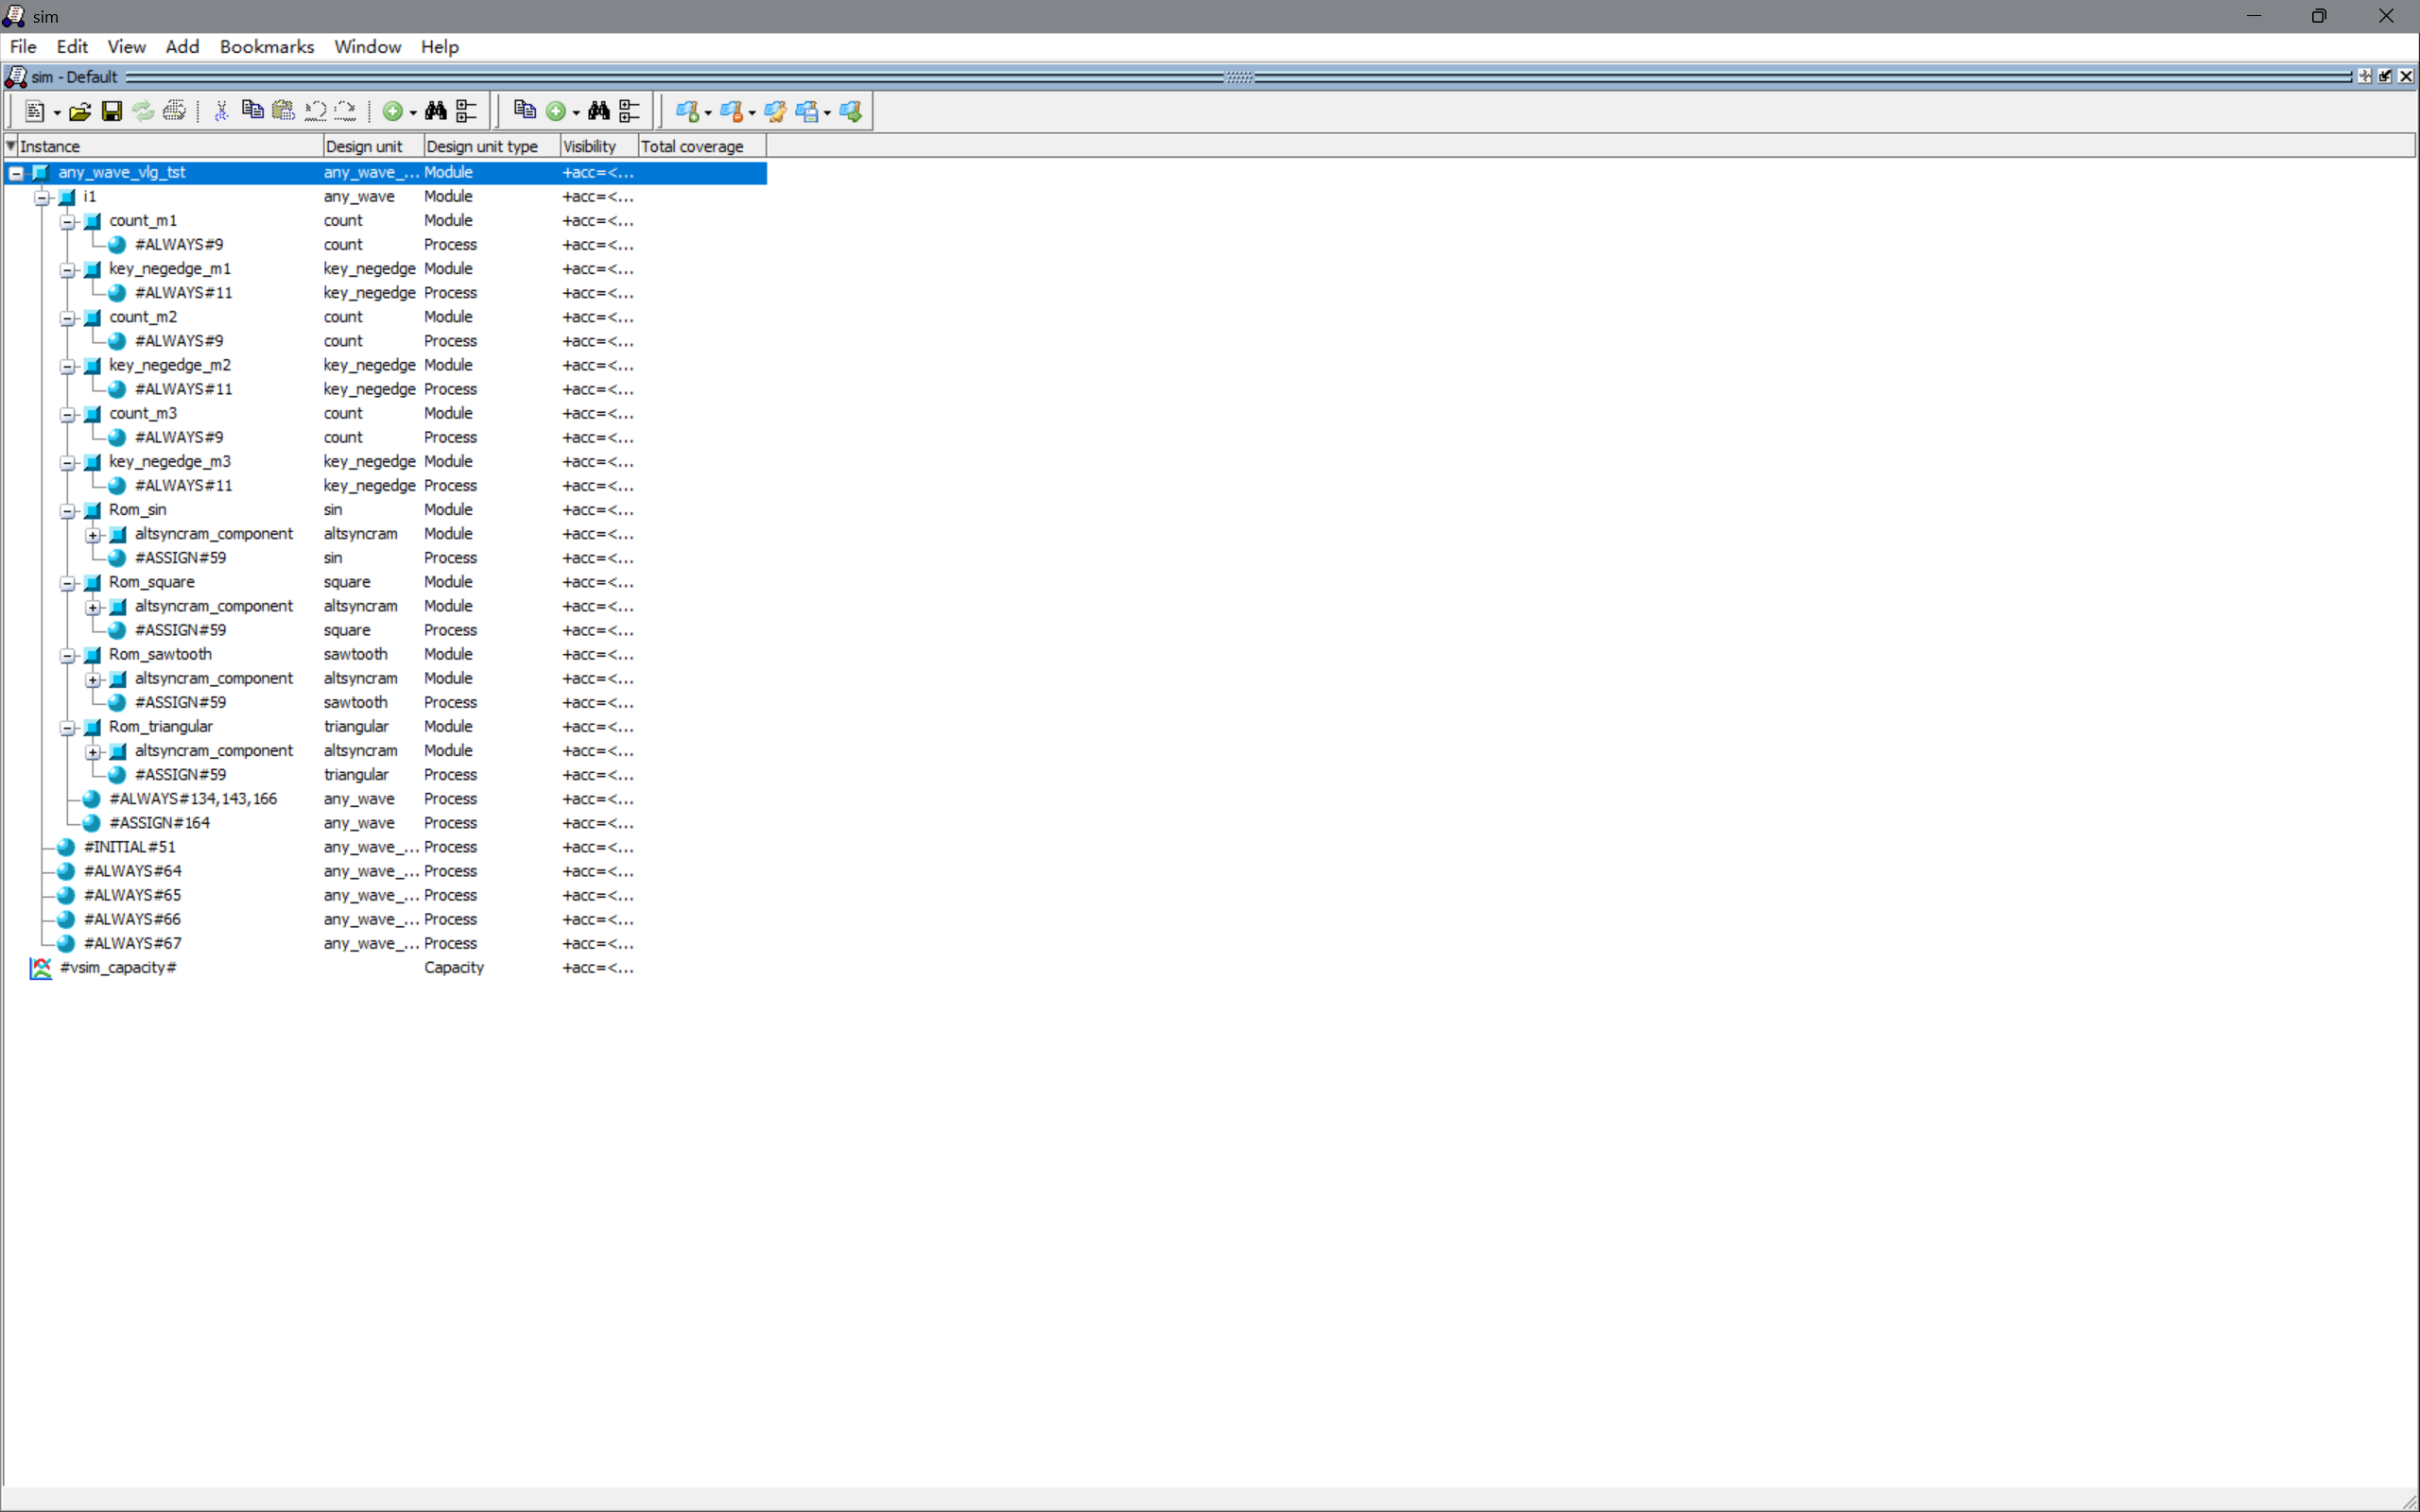 sim
File Edit View Add Bookmarks Window Help
sim - Default
Instance Design unit Design unit type Visibility Total coverage
any_wave_vlg_tst any_wave_... Module +acc=<...
i1 any_wave Module +acc=<...
count_m1 count Module +acc=<...
#ALWAYS#9 count Process +acc=<...
key_negedge_m1 key_negedge Module +acc=<...
#ALWAYS#11 key_negedge Process +acc=<...
count_m2 count Module +acc=<...
#ALWAYS#9 count Process +acc=<...
key_negedge_m2 key_negedge Module +acc=<...
#ALWAYS#11 key_negedge Process +acc=<...
count_m3 count Module +acc=<...
#ALWAYS#9 count Process +acc=<...
key_negedge_m3 key_negedge Module +acc=<...
#ALWAYS#11 key_negedge Process +acc=<...
Rom_sin sin Module +acc=<...
altsyncram_component altsyncram Module +acc=<...
#ASSIGN#59 sin Process +acc=<...
Rom_square square Module +acc=<...
altsyncram_component altsyncram Module +acc=<...
#ASSIGN#59 square Process +acc=<...
Rom_sawtooth sawtooth Module +acc=<...
altsyncram_component altsyncram Module +acc=<...
#ASSIGN#59 sawtooth Process +acc=<...
Rom_triangular triangular Module +acc=<...
altsyncram_component altsyncram Module +acc=<...
#ASSIGN#59 triangular Process +acc=<...
#ALWAYS#134,143,166 any_wave Process +acc=<...
#ASSIGN#164 any_wave Process +acc=<...
#INITIAL#51 any_wave_... Process +acc=<...
#ALWAYS#64 any_wave_... Process +acc=<...
#ALWAYS#65 any_wave_... Process +acc=<...
#ALWAYS#66 any_wave_... Process +acc=<...
#ALWAYS#67 any_wave_... Process +acc=<...
#vsim_capacity# Capacity +acc=<...